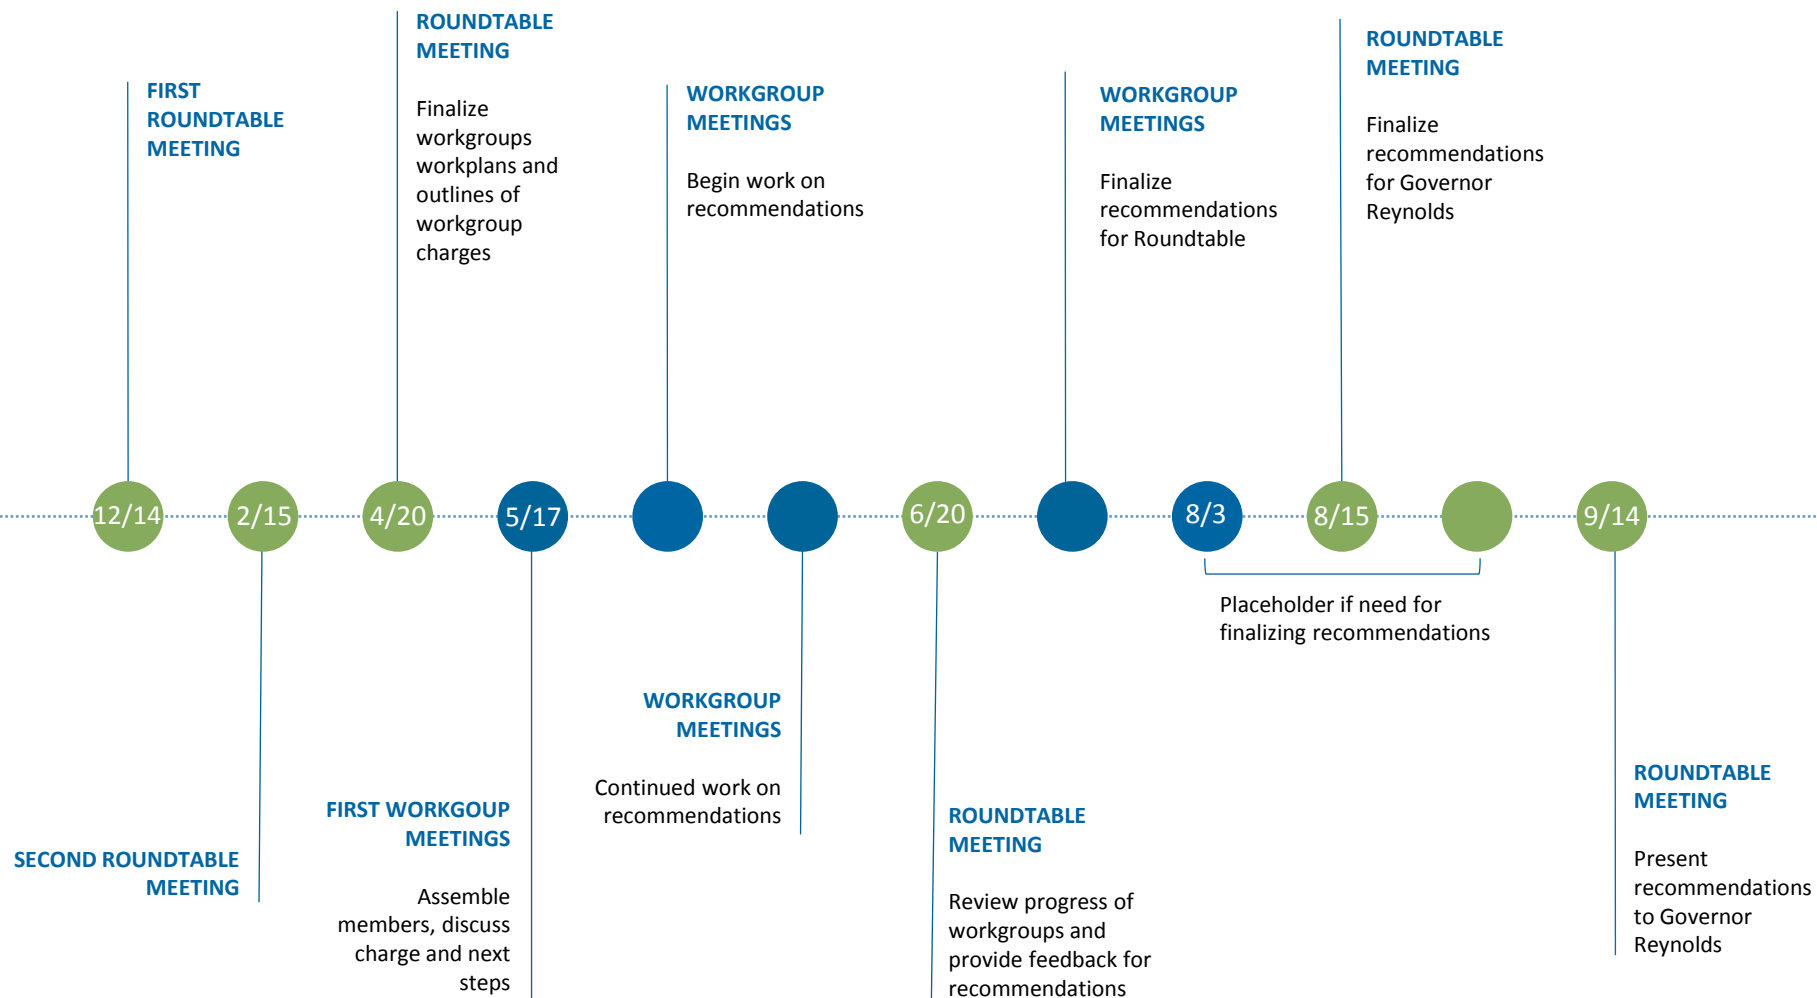 FIRST
ROUNDTABLE
MEETING
ROUNDTABLE
MEETING
Finalize
workgroups
workplans and
outlines of
workgroup
charges
WORKGROUP
MEETINGS
Begin work on
recommendations
WORKGROUP
MEETINGS
Finalize
recommendations
for Roundtable
ROUNDTABLE
MEETING
Finalize
recommendations
for Governor
Reynolds
12/14
2/15
4/20
5/17
6/20
8/3
8/15
9/14
Placeholder if need for
finalizing recommendations
SECOND ROUNDTABLE
MEETING
FIRST WORKGOUP
MEETINGS
Assemble
members, discuss
charge and next
steps
WORKGROUP
MEETINGS
Continued work on
recommendations
ROUNDTABLE
MEETING
Review progress of
workgroups and
provide feedback for
recommendations
ROUNDTABLE
MEETING
Present
recommendations
to Governor
Reynolds